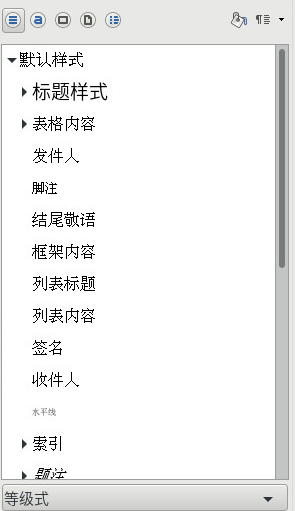 默认样式
标题样式
表格内容
发件人
脚注
结尾敬语
框架内容
列表标题
列表内容
签名
收件人
水平线
索引
题注
等级式